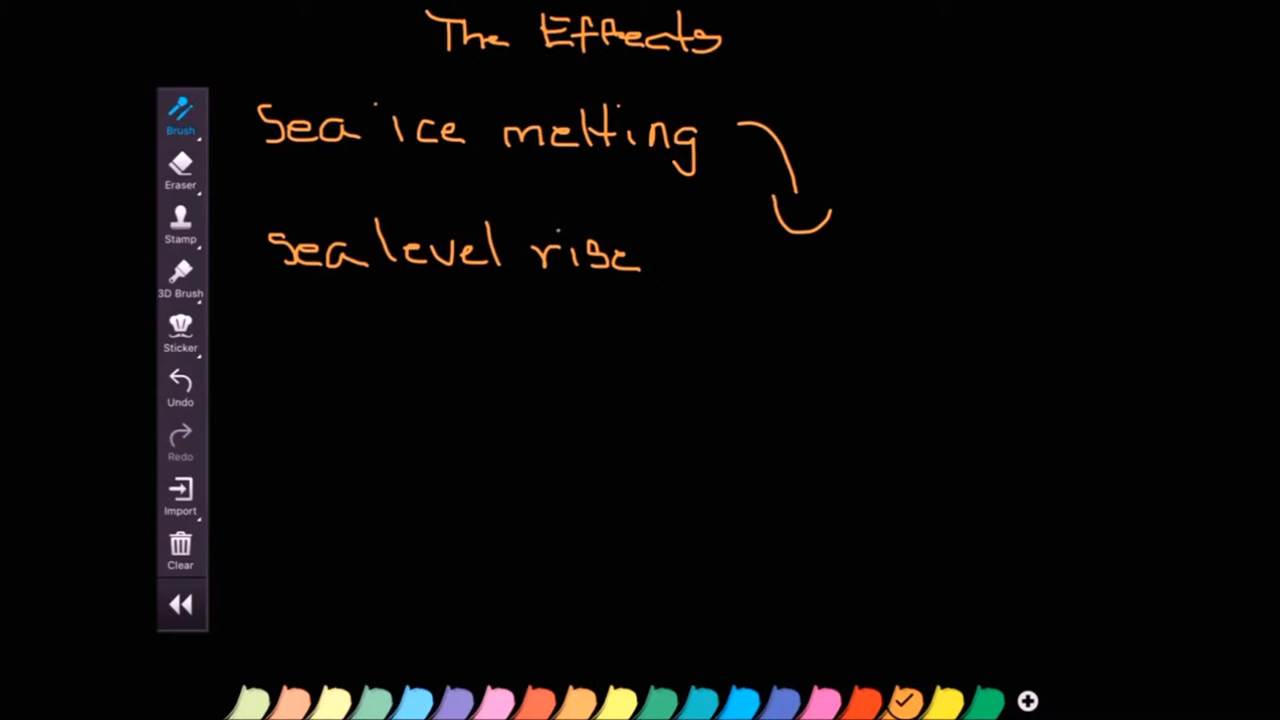 The Effects
Sea ice melting
sea level rise
Brush
Eraser
Stamp
3D Brush
Sticker
Undo
Redo
Import
Clear